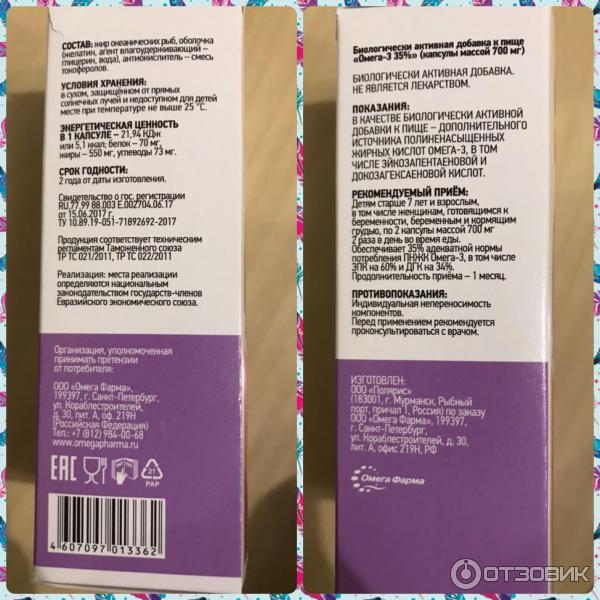 СОСТАВ: жир океанических рыб, оболочка
(желатин, агент влагоудерживающий –
глицерин, вода), антиокислитель – смесь
токоферолов.
УСЛОВИЯ ХРАНЕНИЯ:
в сухом, защищённом от прямых
солнечных лучей и недоступном для детей
месте при температуре не выше 25 °С.
ЭНЕРГЕТИЧЕСКАЯ ЦЕННОСТЬ
В 1 КАПСУЛЕ – 21,94 КДж
или 5,1 ккал; белок – 70 мг,
жиры – 550 мг, углеводы 73 мг.
СРОК ГОДНОСТИ:
2 года от даты изготовления.
Свидетельство о гос. регистрации
RU.77.99.88.003.Е.002704.06.17
от 15.06.2017 г.
ТУ 10.89.19-051-71892692-2017
Продукция соответствует техническим
регламентам Таможенного союза
ТР ТС 021/2011, ТР ТС 022/2011
Реализация: места реализации
определяются национальным
законодательством государств-членов
Евразийского экономического союза.
Организация, уполномоченная
принимать претензии
от потребителя:
ООО «Омега Фарма»,
199397, г. Санкт-Петербург,
ул. Кораблестроителей,
д. 30, лит. А, оф. 219Н
(Российская Федерация)
Тел.: +7 (812) 984-00-68
www.omegapharma.ru
ЕАС
21
PAP
4 607097 013362
Биологически активная добавка к пище
«Омега-3 35%» (капсулы массой 700 мг)
БИОЛОГИЧЕСКИ АКТИВНАЯ ДОБАВКА.
НЕ ЯВЛЯЕТСЯ ЛЕКАРСТВОМ.
ПОКАЗАНИЯ:
В КАЧЕСТВЕ БИОЛОГИЧЕСКИ АКТИВНОЙ
ДОБАВКИ К ПИЩЕ – ДОПОЛНИТЕЛЬНОГО
ИСТОЧНИКА ПОЛИНЕНАСЫЩЕННЫХ
ЖИРНЫХ КИСЛОТ ОМЕГА-3, В ТОМ
ЧИСЛЕ ЭЙКОЗАПЕНТАЕНОВОЙ И
ДОКОЗАГЕКСАЕНОВОЙ КИСЛОТ.
РЕКОМЕНДУЕМЫЙ ПРИЁМ:
Детям старше 7 лет и взрослым,
в том числе женщинам, готовящимся к
беременности, беременным и кормящим
грудью, по 2 капсулы массой 700 мг
2 раза в день во время еды.
Обеспечивает 35% адекватной нормы
потребления ПНЖК Омега-3, в том числе
ЭПК на 60% и ДГК на 34%.
Продолжительность приёма – 1 месяц.
ПРОТИВОПОКАЗАНИЯ:
Индивидуальная непереносимость
компонентов.
Перед применением рекомендуется
проконсультироваться с врачом.
ИЗГОТОВЛЕН:
ООО «Полярис»
(183001, г. Мурманск, Рыбный
порт, причал 1, Россия) по заказу
ООО «Омега Фарма», 199397,
г. Санкт-Петербург,
ул. Кораблестроителей, д. 30,
лит. А, офис 219Н, РФ
Омега Фарма
ОТЗОВИК